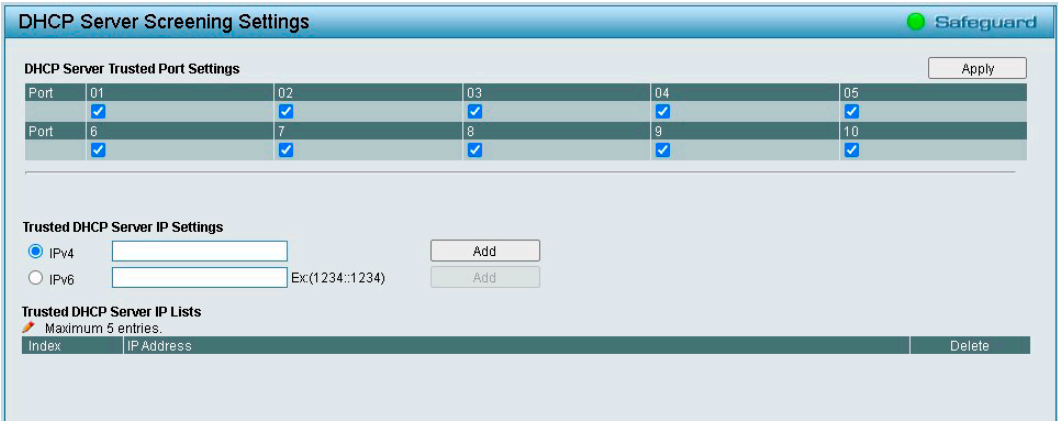 DHCP Server Screening Settings
Safeguard
DHCP Server Trusted Port Settings
Apply
Port 01 02 03 04 05
Port 6 7 8 9 10
Trusted DHCP Server IP Settings
IPv4 Add
IPv6 Ex:(1234::1234) Add
Trusted DHCP Server IP Lists
Maximum 5 entries.
Index IP Address Delete